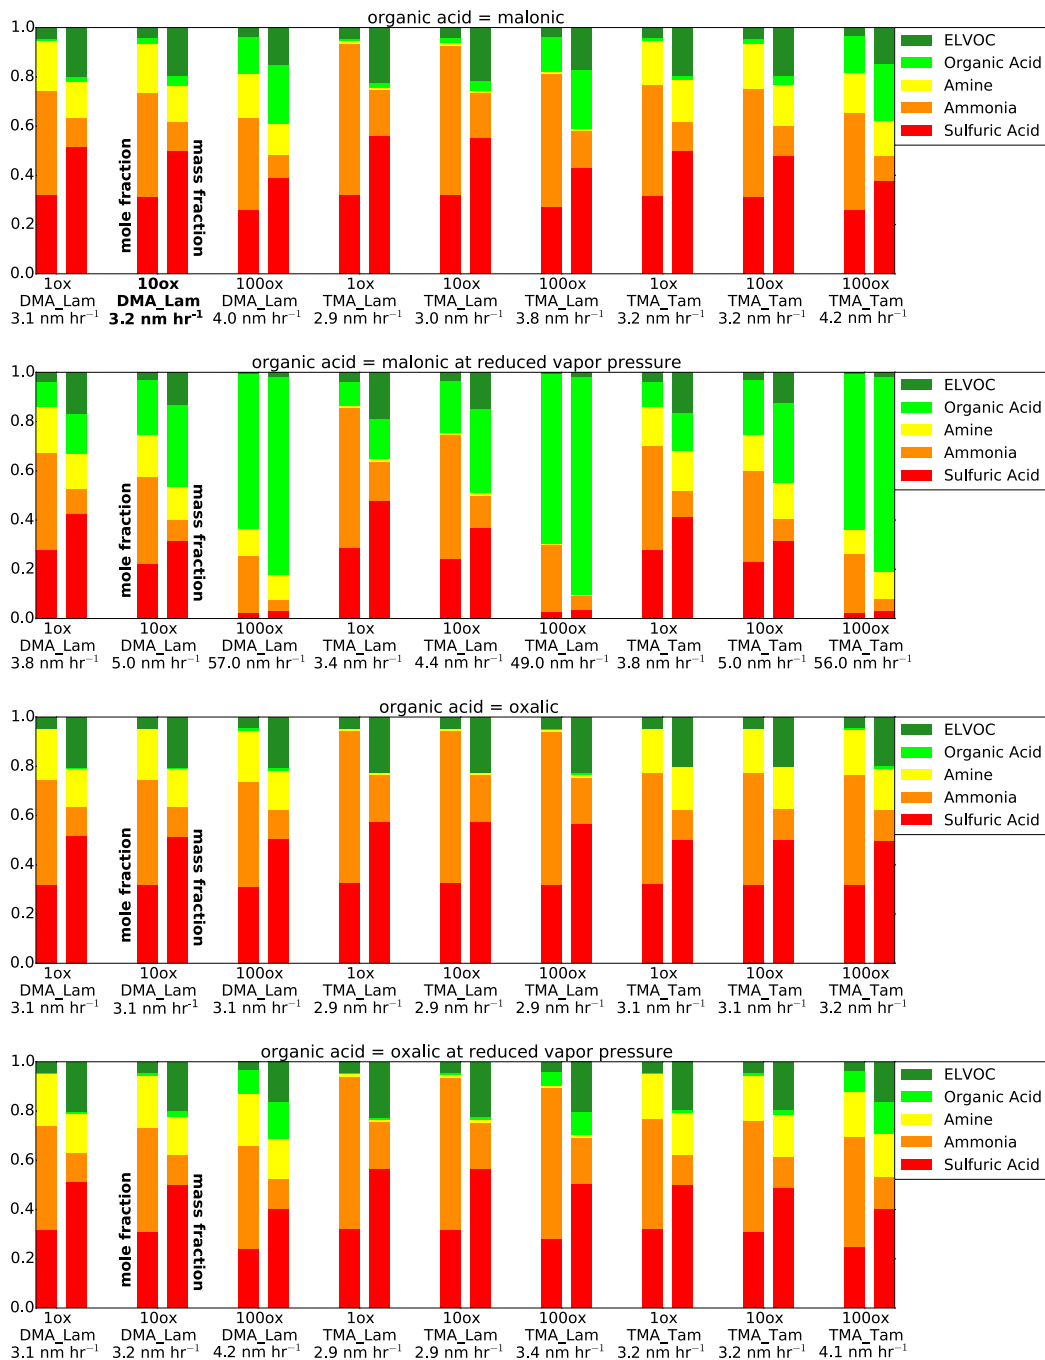 organic acid = malonic
1.0
0.8
0.6
0.4
0.2
0.0
mole fraction
mass fraction
ELVOC
Organic Acid
Amine
Ammonia
Sulfuric Acid
1ox 10ox 100ox 1ox 10ox 100ox 1ox 10ox 100ox
DMA_Lam DMA_Lam DMA_Lam TMA_Lam TMA_Lam TMA_Lam TMA_Tam TMA_Tam TMA_Tam
3.1 nm hr⁻¹ 3.2 nm hr⁻¹ 4.0 nm hr⁻¹ 2.9 nm hr⁻¹ 3.0 nm hr⁻¹ 3.8 nm hr⁻¹ 3.2 nm hr⁻¹ 3.2 nm hr⁻¹ 4.2 nm hr⁻¹
organic acid = malonic at reduced vapor pressure
1.0
0.8
0.6
0.4
0.2
0.0
mole fraction
mass fraction
ELVOC
Organic Acid
Amine
Ammonia
Sulfuric Acid
1ox 10ox 100ox 1ox 10ox 100ox 1ox 10ox 100ox
DMA_Lam DMA_Lam DMA_Lam TMA_Lam TMA_Lam TMA_Lam TMA_Tam TMA_Tam TMA_Tam
3.8 nm hr⁻¹ 5.0 nm hr⁻¹ 57.0 nm hr⁻¹ 3.4 nm hr⁻¹ 4.4 nm hr⁻¹ 49.0 nm hr⁻¹ 3.8 nm hr⁻¹ 5.0 nm hr⁻¹ 56.0 nm hr⁻¹
organic acid = oxalic
1.0
0.8
0.6
0.4
0.2
0.0
mole fraction
mass fraction
ELVOC
Organic Acid
Amine
Ammonia
Sulfuric Acid
1ox 10ox 100ox 1ox 10ox 100ox 1ox 10ox 100ox
DMA_Lam DMA_Lam DMA_Lam TMA_Lam TMA_Lam TMA_Lam TMA_Tam TMA_Tam TMA_Tam
3.1 nm hr⁻¹ 3.1 nm hr⁻¹ 3.1 nm hr⁻¹ 2.9 nm hr⁻¹ 2.9 nm hr⁻¹ 2.9 nm hr⁻¹ 3.1 nm hr⁻¹ 3.1 nm hr⁻¹ 3.2 nm hr⁻¹
organic acid = oxalic at reduced vapor pressure
1.0
0.8
0.6
0.4
0.2
0.0
mole fraction
mass fraction
ELVOC
Organic Acid
Amine
Ammonia
Sulfuric Acid
1ox 10ox 100ox 1ox 10ox 100ox 1ox 10ox 100ox
DMA_Lam DMA_Lam DMA_Lam TMA_Lam TMA_Lam TMA_Lam TMA_Tam TMA_Tam TMA_Tam
3.1 nm hr⁻¹ 3.2 nm hr⁻¹ 4.2 nm hr⁻¹ 2.9 nm hr⁻¹ 2.9 nm hr⁻¹ 3.4 nm hr⁻¹ 3.2 nm hr⁻¹ 3.2 nm hr⁻¹ 4.1 nm hr⁻¹